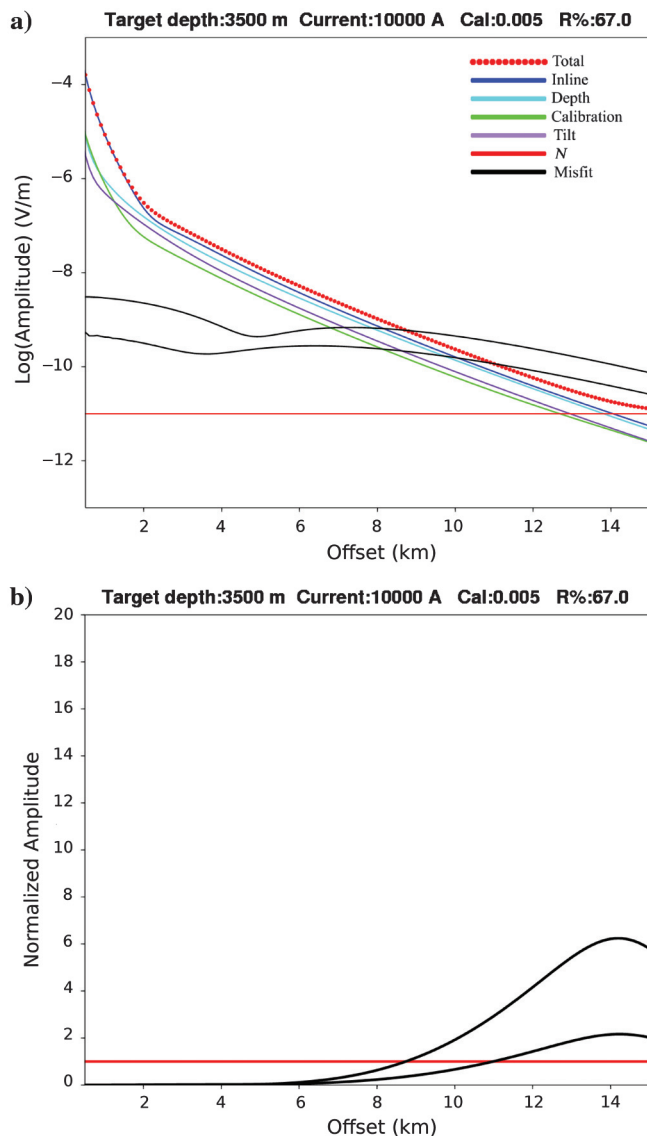 a) Target depth:3500 m Current:10000 A Cal:0.005 R%:67.0
Total
Inline
Depth
Calibration
Tilt
N
Misfit
Log(Amplitude) (V/m)
−4
−6
−8
−10
−12
2 4 6 8 10 12 14
Offset (km)
b) Target depth:3500 m Current:10000 A Cal:0.005 R%:67.0
Normalized Amplitude
20
18
16
14
12
10
8
6
4
2
0
2 4 6 8 10 12 14
Offset (km)